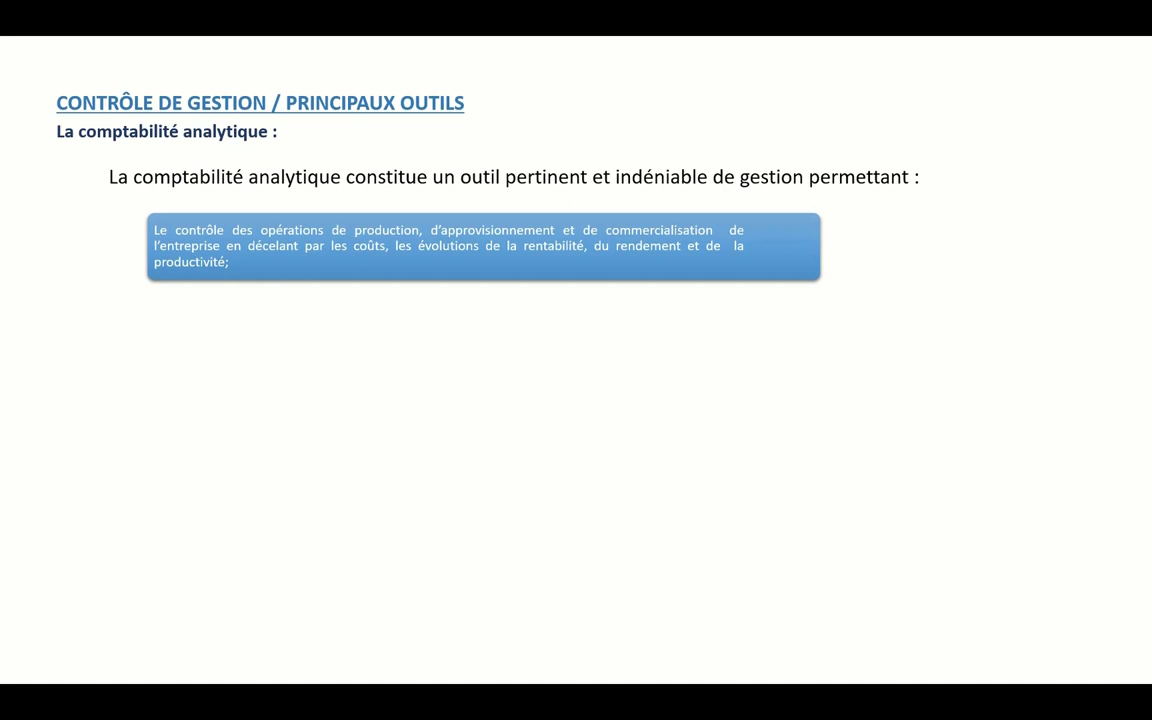 CONTRÔLE DE GESTION / PRINCIPAUX OUTILS
La comptabilité analytique :
La comptabilité analytique constitue un outil pertinent et indéniable de gestion permettant :
Le contrôle des opérations de production, d’approvisionnement et de commercialisation de
l’entreprise en décelant par les coûts, les évolutions de la rentabilité, du rendement et de la
productivité;